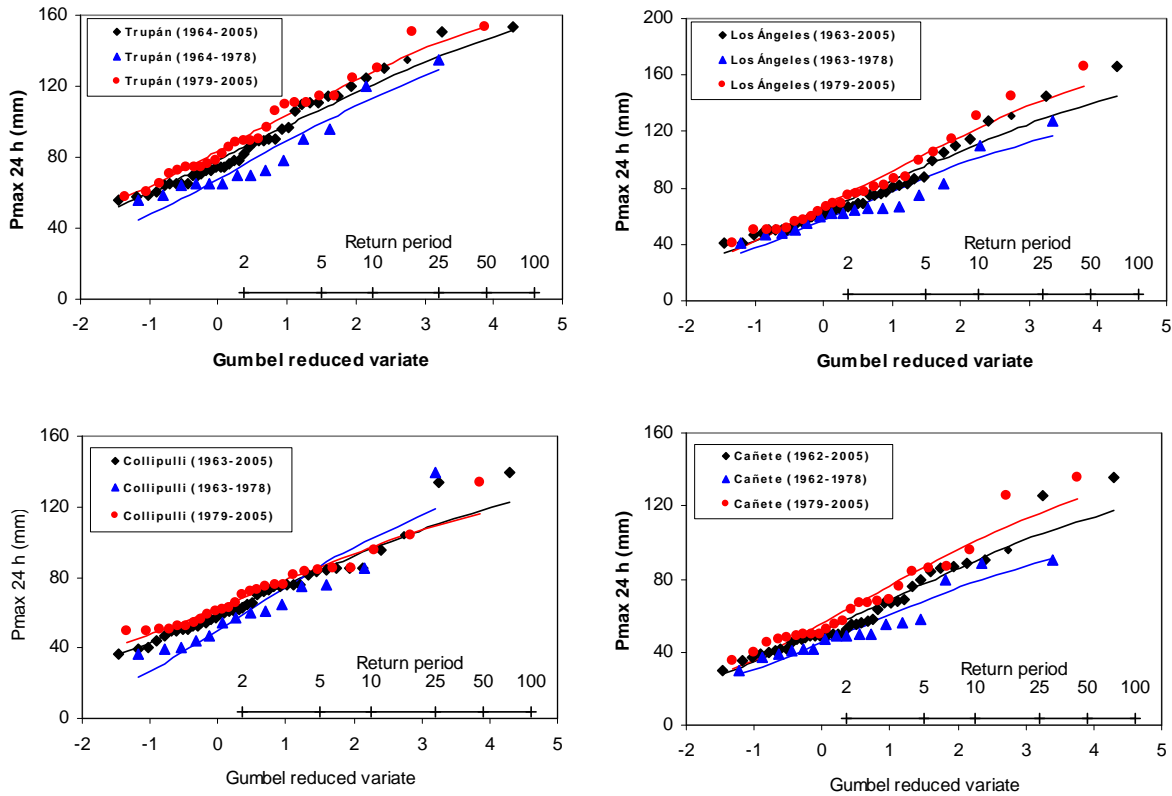 160
120
80
40
0
Pmax 24 h (mm)
Trupán (1964-2005)
Trupán (1964-1978)
Trupán (1979-2005)
Return period
2 5 10 25 50 100
-2 -1 0 1 2 3 4 5
Gumbel reduced variate
200
160
120
80
40
0
Pmax 24 h (mm)
Los Ángeles (1963-2005)
Los Ángeles (1963-1978)
Los Ángeles (1979-2005)
Return period
2 5 10 25 50 100
-2 -1 0 1 2 3 4 5
Gumbel reduced variate
160
120
80
40
0
Pmax 24 h (mm)
Collipulli (1963-2005)
Collipulli (1963-1978)
Collipulli (1979-2005)
Return period
2 5 10 25 50 100
-2 -1 0 1 2 3 4 5
Gumbel reduced variate
160
120
80
40
0
Pmax 24 h (mm)
Cañete (1962-2005)
Cañete (1962-1978)
Cañete (1979-2005)
Return period
2 5 10 25 50 100
-2 -1 0 1 2 3 4 5
Gumbel reduced variate